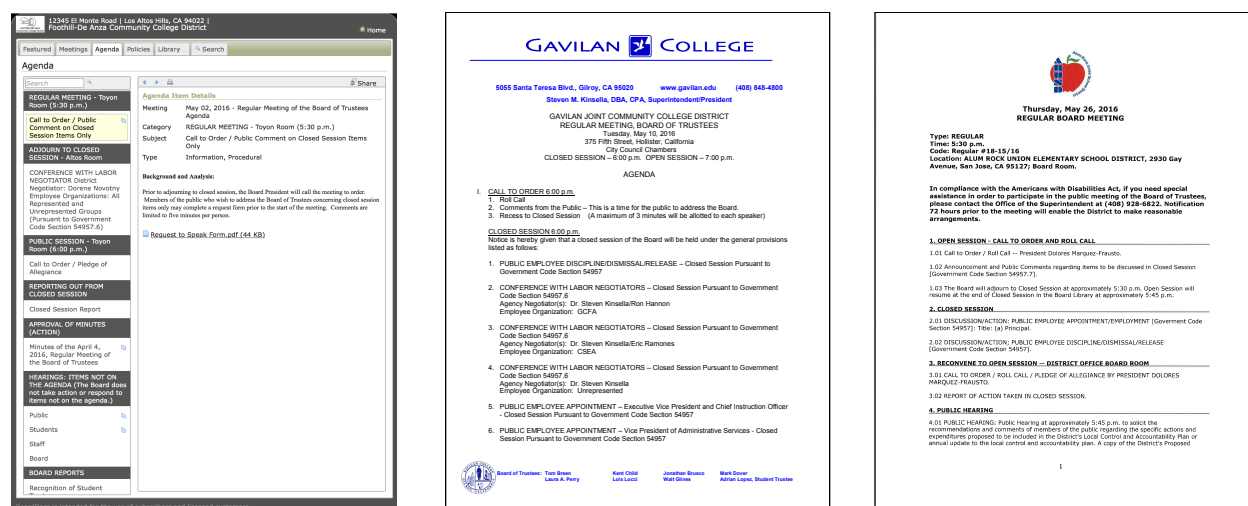 12345 El Monte Road | Los Altos Hills, CA 94022 |
Foothill-De Anza Community College District
Home
Featured Meetings Agenda Policies Library Search
Agenda
Search
REGULAR MEETING - Toyon
Room (5:30 p.m.)
Call to Order / Public
Comment on Closed
Session Items Only
ADJOURN TO CLOSED
SESSION - Altos Room
CONFERENCE WITH LABOR
NEGOTIATOR District
Negotiator: Dorene Novotny
Employee Organizations: All
Represented and
Unrepresented Groups
(Pursuant to Government
Code Section 54957.6)
PUBLIC SESSION - Toyon
Room (6:00 p.m.)
Call to Order / Pledge of
Allegiance
REPORTING OUT FROM
CLOSED SESSION
Closed Session Report
APPROVAL OF MINUTES
(ACTION)
Minutes of the April 4,
2016, Regular Meeting of
the Board of Trustees
HEARINGS: ITEMS NOT ON
THE AGENDA (The Board does
not take action or respond to
items not on the agenda.)
Public
Students
Staff
Board
BOARD REPORTS
Recognition of Student
Share
Agenda Item Details
Meeting May 02, 2016 - Regular Meeting of the Board of Trustees
Agenda
Category REGULAR MEETING - Toyon Room (5:30 p.m.)
Subject Call to Order / Public Comment on Closed Session Items
Only
Type Information, Procedural
Background and Analysis:
Prior to adjourning to closed session, the Board President will call the meeting to order.
Members of the public who wish to address the Board of Trustees concerning closed session
items only may complete a request form prior to the start of the meeting. Comments are
limited to five minutes per person.
Request to Speak Form.pdf (44 KB)
GAVILAN COLLEGE
5055 Santa Teresa Blvd., Gilroy, CA 95020 www.gavilan.edu (408) 848-4800
Steven M. Kinsella, DBA, CPA, Superintendent/President
GAVILAN JOINT COMMUNITY COLLEGE DISTRICT
REGULAR MEETING, BOARD OF TRUSTEES
Tuesday, May 10, 2016
375 Fifth Street, Hollister, California
City Council Chambers
CLOSED SESSION – 6:00 p.m. OPEN SESSION – 7:00 p.m.
AGENDA
I. CALL TO ORDER 6:00 p.m.
1. Roll Call
2. Comments from the Public – This is a time for the public to address the Board.
3. Recess to Closed Session (A maximum of 3 minutes will be allotted to each speaker)
CLOSED SESSION 6:00 p.m.
Notice is hereby given that a closed session of the Board will be held under the general provisions
listed as follows:
1. PUBLIC EMPLOYEE DISCIPLINE/DISMISSAL/RELEASE – Closed Session Pursuant to
Government Code Section 54957
2. CONFERENCE WITH LABOR NEGOTIATORS – Closed Session Pursuant to Government
Code Section 54957.6
Agency Negotiator(s): Dr. Steven Kinsella/Ron Hannon
Employee Organization: GCFA
3. CONFERENCE WITH LABOR NEGOTIATORS – Closed Session Pursuant to Government
Code Section 54957.6
Agency Negotiator(s): Dr. Steven Kinsella/Eric Ramones
Employee Organization: CSEA
4. CONFERENCE WITH LABOR NEGOTIATORS – Closed Session Pursuant to Government
Code Section 54957.6
Agency Negotiator(s): Dr. Steven Kinsella
Employee Organization: Unrepresented
5. PUBLIC EMPLOYEE APPOINTMENT – Executive Vice President and Chief Instruction Officer
- Closed Session Pursuant to Government Code Section 54957
6. PUBLIC EMPLOYEE APPOINTMENT – Vice President of Administrative Services - Closed
Session Pursuant to Government Code Section 54957
Board of Trustees: Tom Breen Kent Child Jonathan Brusco Mark Dover
Laura A. Perry Lois Locci Walt Glines Adrian Lopez, Student Trustee
Thursday, May 26, 2016
REGULAR BOARD MEETING
Type: REGULAR
Time: 5:30 p.m.
Code: Regular #18-15/16
Location: ALUM ROCK UNION ELEMENTARY SCHOOL DISTRICT, 2930 Gay
Avenue, San Jose, CA 95127; Board Room.
In compliance with the Americans with Disabilities Act, if you need special
assistance in order to participate in the public meeting of the Board of Trustees,
please contact the Office of the Superintendent at (408) 928-6822. Notification
72 hours prior to the meeting will enable the District to make reasonable
arrangements.
1. OPEN SESSION - CALL TO ORDER AND ROLL CALL
1.01 Call to Order / Roll Call -- President Dolores Marquez-Frausto.
1.02 Announcement and Public Comments regarding items to be discussed in Closed Session
[Government Code Section 54957.7].
1.03 The Board will adjourn to Closed Session at approximately 5:30 p.m. Open Session will
resume at the end of Closed Session in the Board Library at approximately 5:45 p.m.
2. CLOSED SESSION
2.01 DISCUSSION/ACTION: PUBLIC EMPLOYEE APPOINTMENT/EMPLOYMENT [Goverment Code
Section 54957]: Title: (a) Principal.
2.02 DISCUSSION/ACTION; PUBLIC EMPLOYEE DISCIPLINE/DISMISSAL/RELEASE
[Government Code Section 54957].
3. RECONVENE TO OPEN SESSION -- DISTRICT OFFICE BOARD ROOM
3.01 CALL TO ORDER / ROLL CALL / PLEDGE OF ALLEGIANCE BY PRESIDENT DOLORES
MARQUEZ-FRAUSTO.
3.02 REPORT OF ACTION TAKEN IN CLOSED SESSION.
4. PUBLIC HEARING
4.01 PUBLIC HEARING: Public Hearing at approximately 5:45 p.m. to solicit the
recommendations and comments of members of the public regarding the specific actions and
expenditures proposed to be included in the District's Local Control and Accountability Plan or
annual update to the local control and accountability plan. A copy of the District's Proposed
1